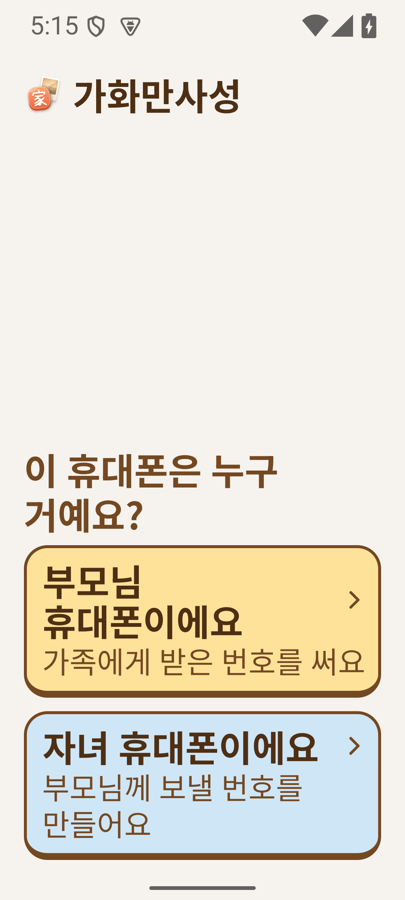 5:15
家 가화만사성
이 휴대폰은 누구
거예요?
부모님
휴대폰이에요
가족에게 받은 번호를 써요
자녀 휴대폰이에요
부모님께 보낼 번호를
만들어요